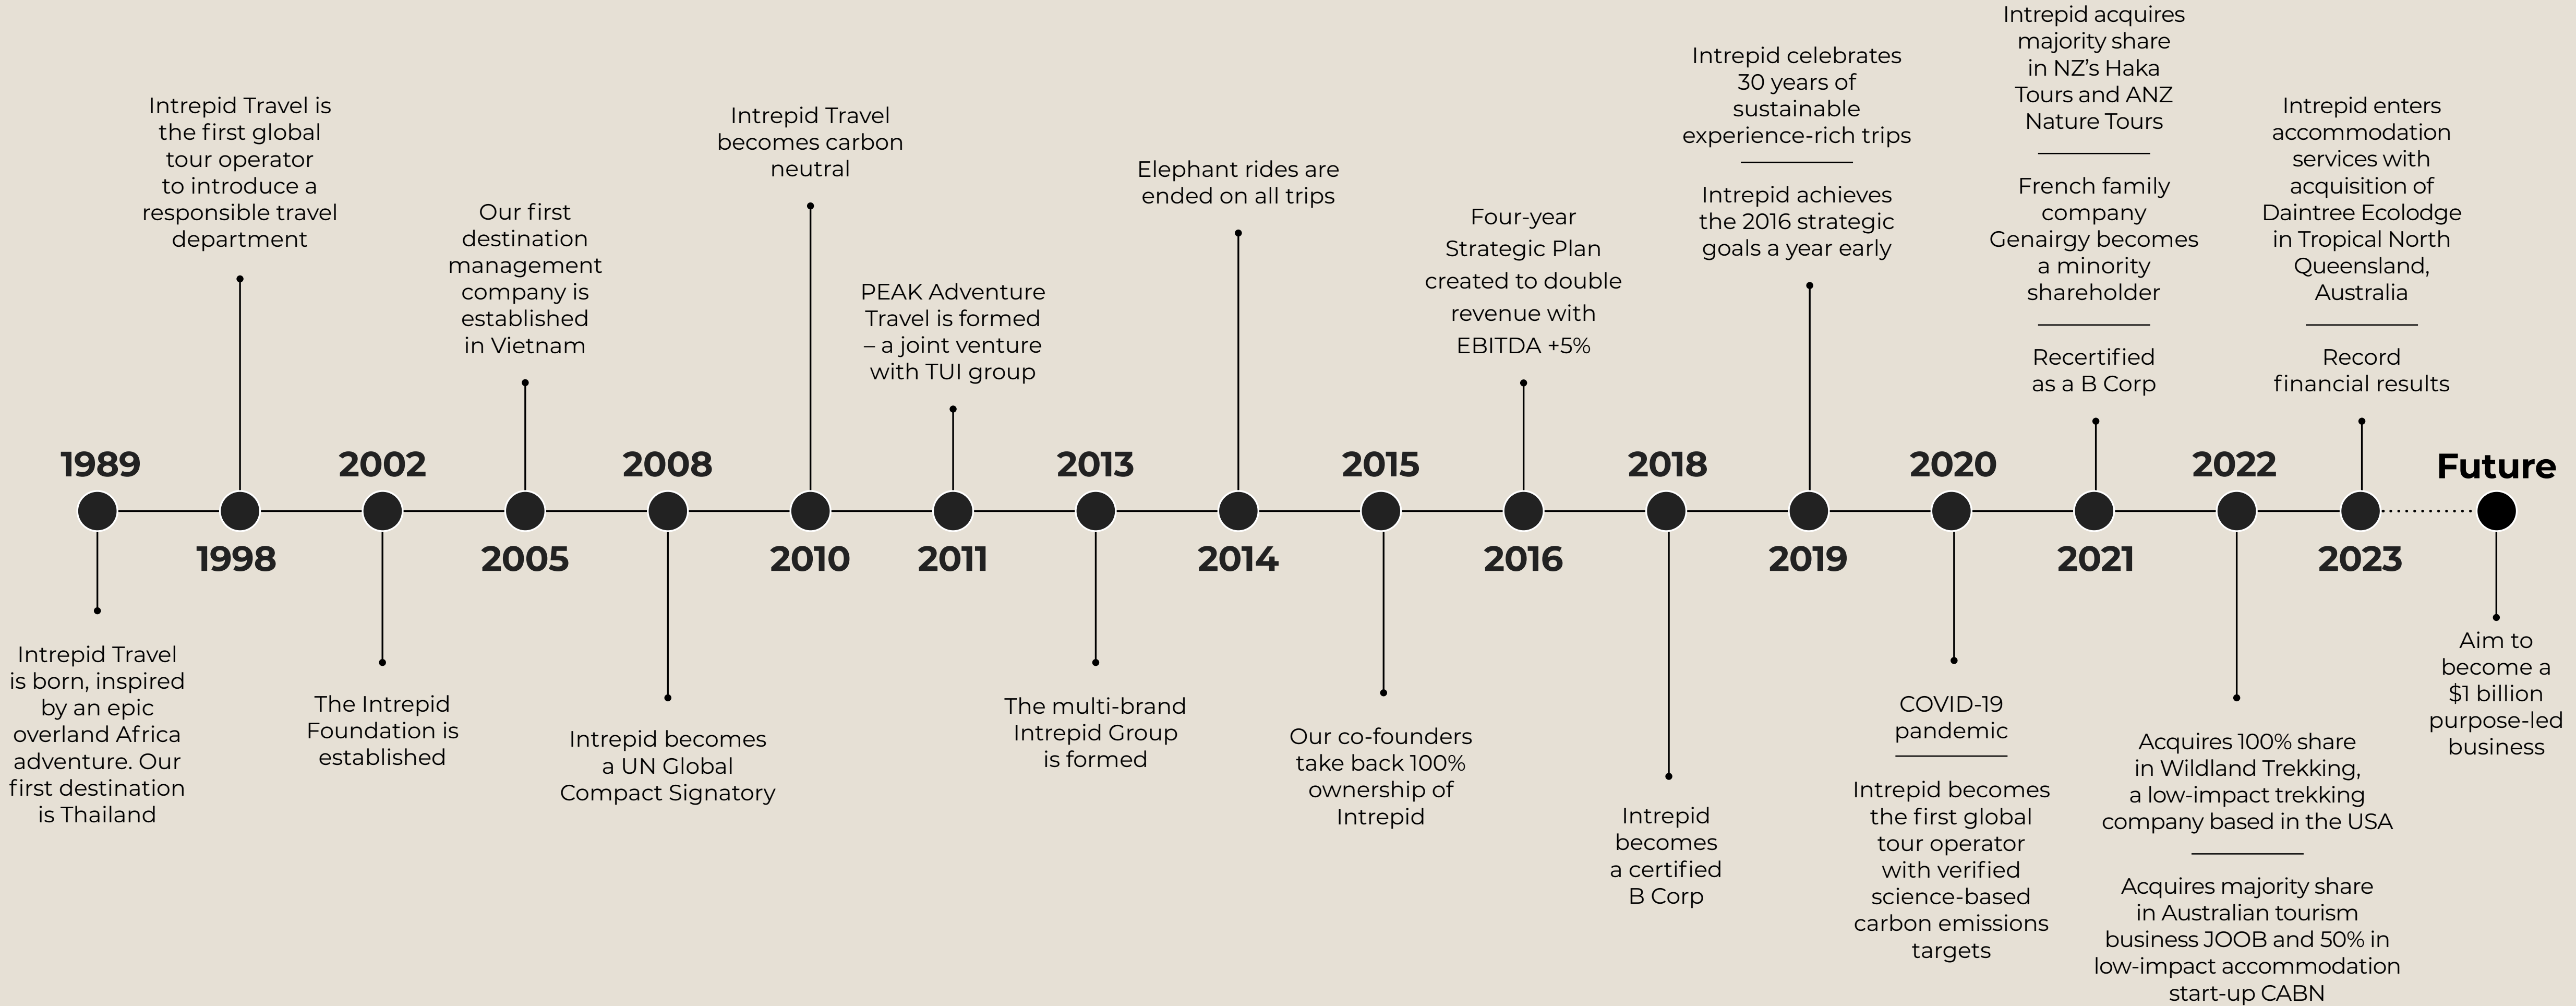 1989
Intrepid Travel
is born, inspired
by an epic
overland Africa
adventure. Our
first destination
is Thailand
Intrepid Travel is
the first global
tour operator
to introduce a
responsible travel
department
1998
2002
The Intrepid
Foundation is
established
Our first
destination
management
company is
established
in Vietnam
2005
2008
Intrepid becomes
a UN Global
Compact Signatory
Intrepid Travel
becomes carbon
neutral
2010
PEAK Adventure
Travel is formed
– a joint venture
with TUI group
2011
2013
The multi-brand
Intrepid Group
is formed
Elephant rides are
ended on all trips
2014
2015
Our co-founders
take back 100%
ownership of
Intrepid
Four-year
Strategic Plan
created to double
revenue with
EBITDA +5%
2016
2018
Intrepid
becomes
a certified
B Corp
Intrepid celebrates
30 years of
sustainable
experience-rich trips
Intrepid achieves
the 2016 strategic
goals a year early
2019
2020
COVID-19
pandemic
Intrepid becomes
the first global
tour operator
with verified
science-based
carbon emissions
targets
Intrepid acquires
majority share
in NZ’s Haka
Tours and ANZ
Nature Tours
French family
company
Genairgy becomes
a minority
shareholder
Recertified
as a B Corp
2021
2022
Acquires 100% share
in Wildland Trekking,
a low-impact trekking
company based in the USA
Acquires majority share
in Australian tourism
business JOOB and 50% in
low-impact accommodation
start-up CABN
Intrepid enters
accommodation
services with
acquisition of
Daintree Ecolodge
in Tropical North
Queensland,
Australia
Record
financial results
2023
Future
Aim to
become a
$1 billion
purpose-led
business